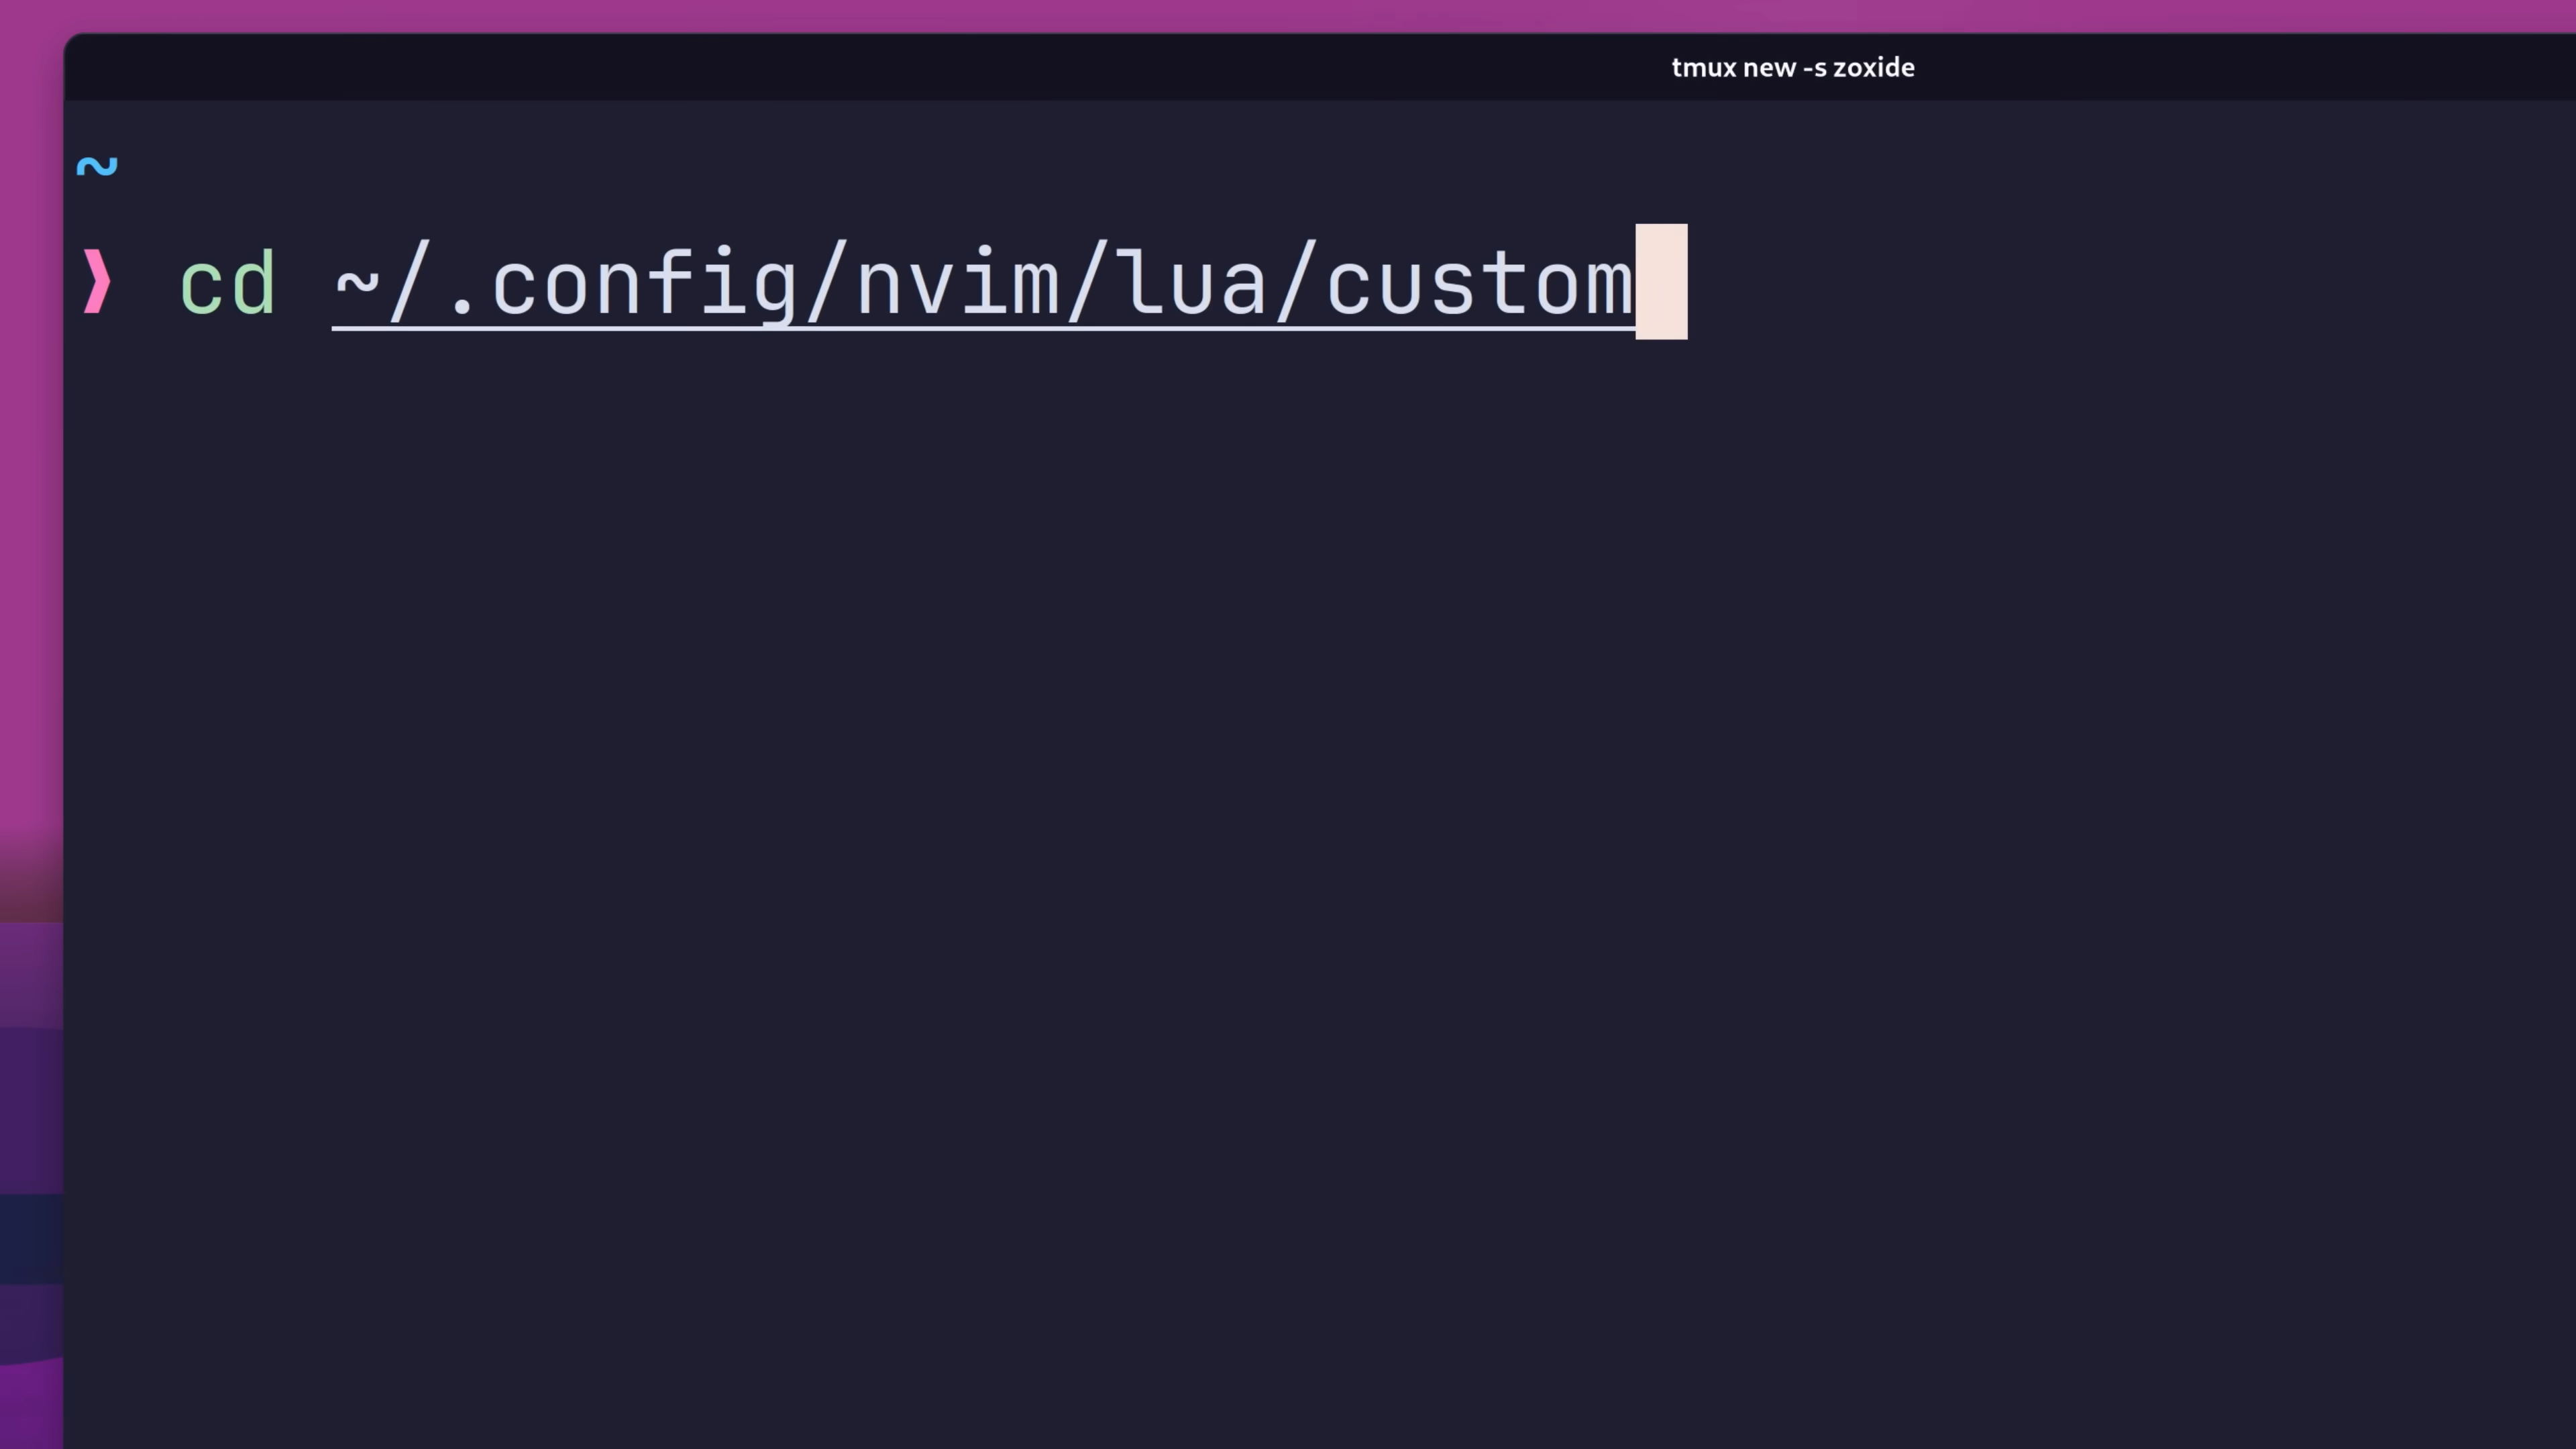 tmux new -s zoxide
~
❯ cd ~/.config/nvim/lua/custom